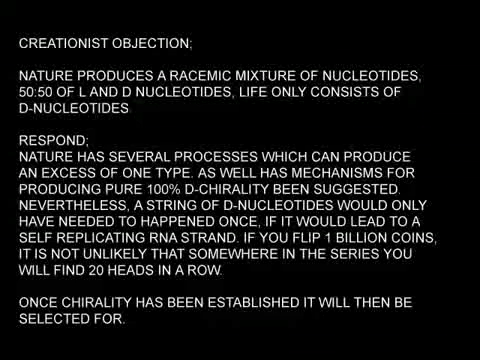 CREATIONIST OBJECTION;
NATURE PRODUCES A RACEMIC MIXTURE OF NUCLEOTIDES,
50:50 OF L AND D NUCLEOTIDES, LIFE ONLY CONSISTS OF
D-NUCLEOTIDES
RESPOND;
NATURE HAS SEVERAL PROCESSES WHICH CAN PRODUCE
AN EXCESS OF ONE TYPE. AS WELL HAS MECHANISMS FOR
PRODUCING PURE 100% D-CHIRALITY BEEN SUGGESTED.
NEVERTHELESS, A STRING OF D-NUCLEOTIDES WOULD ONLY
HAVE NEEDED TO HAPPENED ONCE, IF IT WOULD LEAD TO A
SELF REPLICATING RNA STRAND. IF YOU FLIP 1 BILLION COINS,
IT IS NOT UNLIKELY THAT SOMEWHERE IN THE SERIES YOU
WILL FIND 20 HEADS IN A ROW.
ONCE CHIRALITY HAS BEEN ESTABLISHED IT WILL THEN BE
SELECTED FOR.